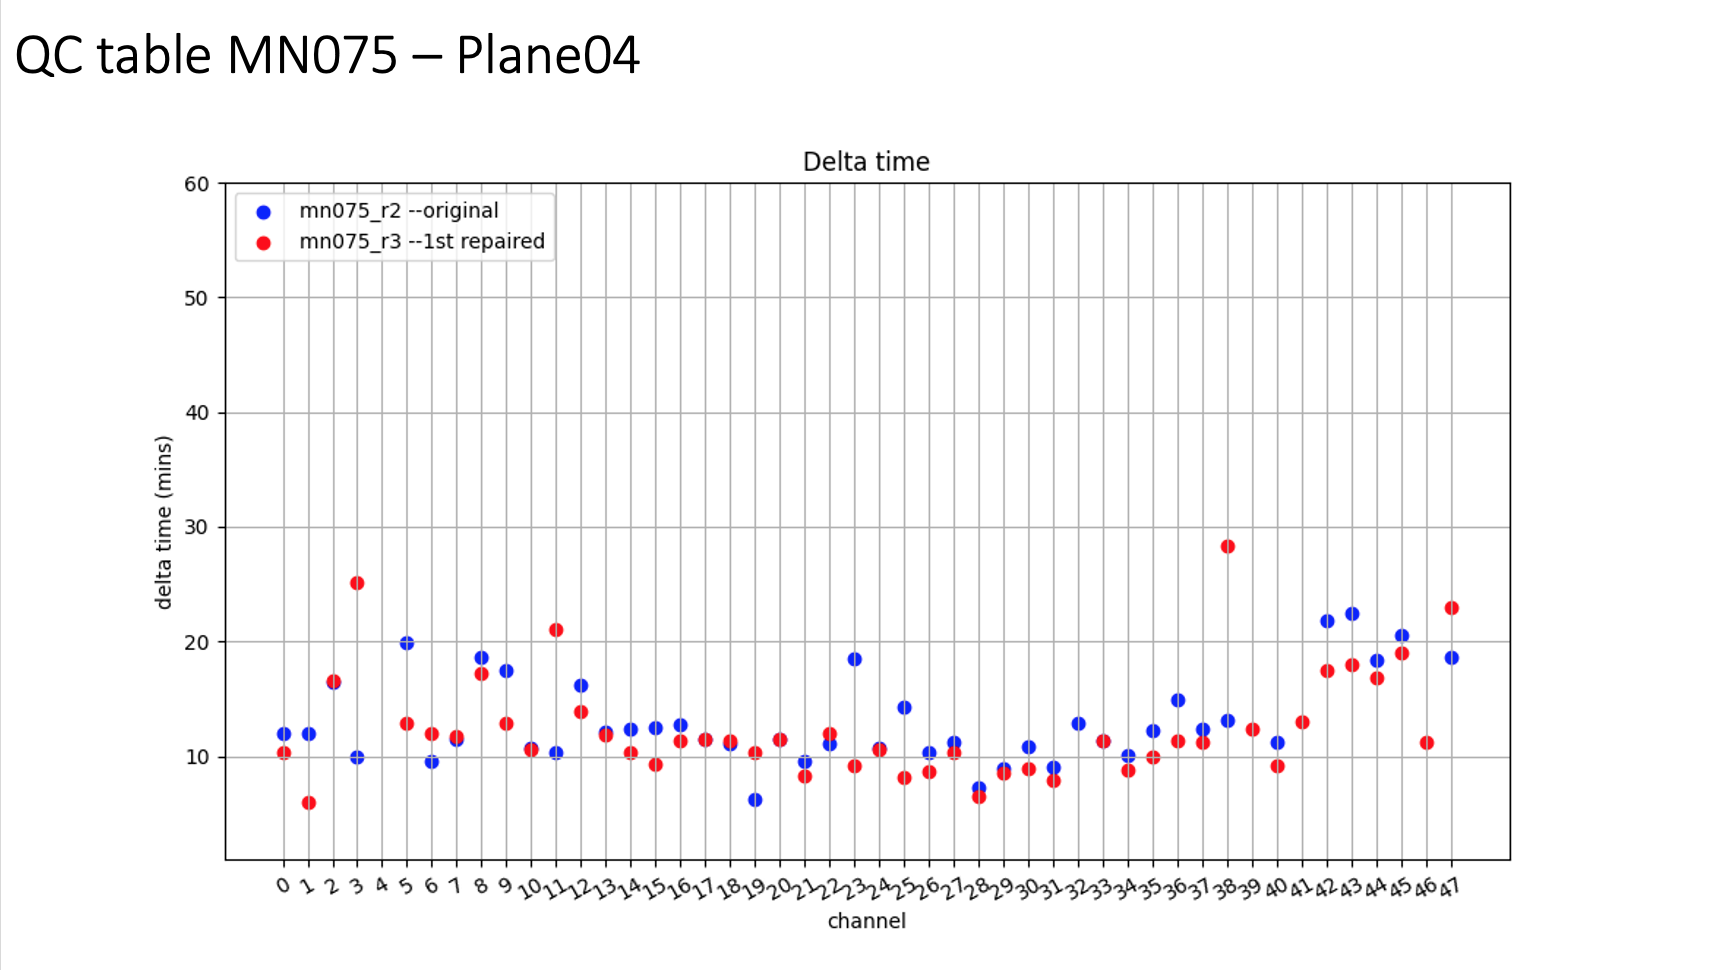 QC table MN075 – Plane04
Delta time
60
mn075_r2 --original
mn075_r3 --1st repaired
50
40
30
20
10
delta time (mins)
0 1 2 3 4 5 6 7 8 9 10 11 12 13 14 15 16 17 18 19 20 21 22 23 24 25 26 27 28 29 30 31 32 33 34 35 36 37 38 39 40 41 42 43 44 45 46 47
channel